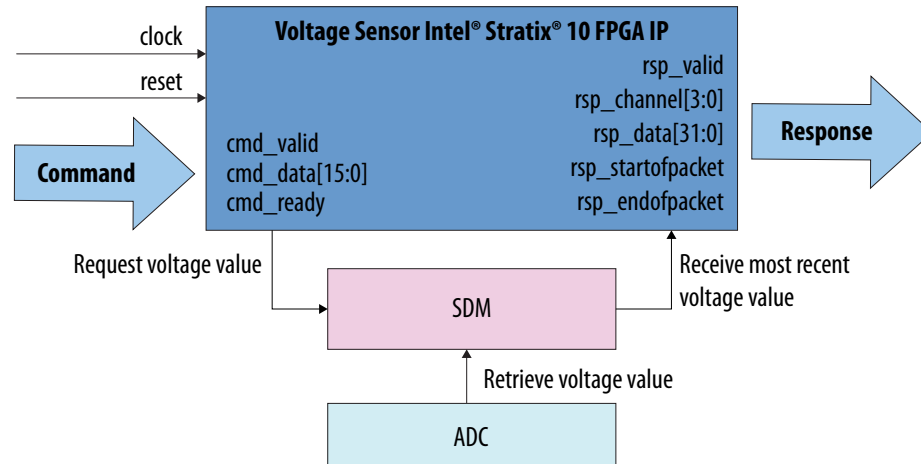 Voltage Sensor Intel® Stratix® 10 FPGA IP
clock
reset
Command
cmd_valid
cmd_data[15:0]
cmd_ready
rsp_valid
rsp_channel[3:0]
rsp_data[31:0]
rsp_startofpacket
rsp_endofpacket
Response
Request voltage value
SDM
Receive most recent
voltage value
Retrieve voltage value
ADC